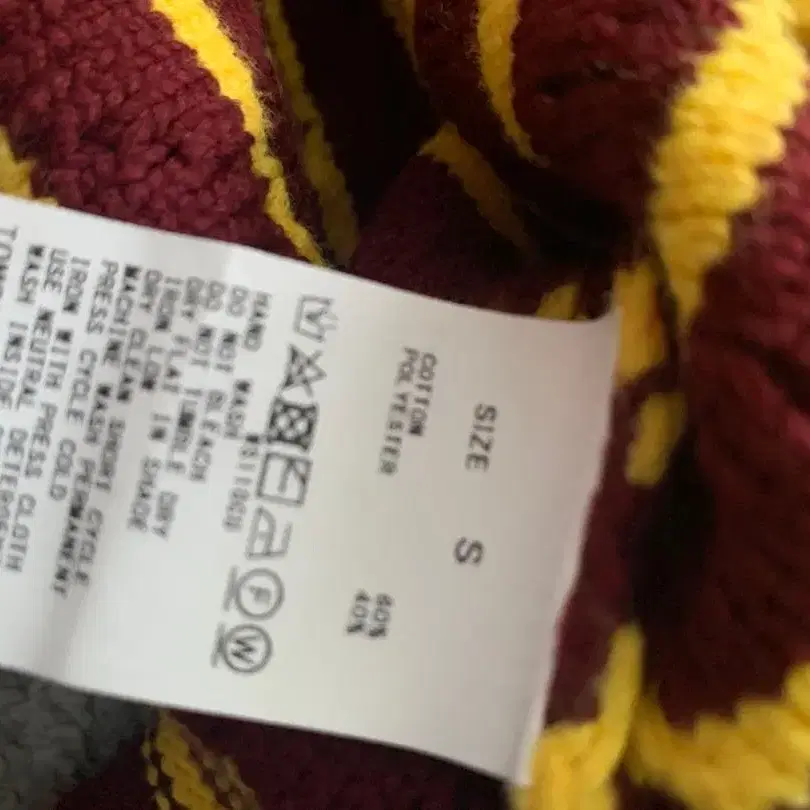 SIZE S
COTTON 60%
POLYESTER 40%
F W
HAND WASH
DO NOT BLEACH
DO NOT TUMBLE DRY
DRY FLAT IN SHADE
IRON LOW
DRY CLEAN SHORT CYCLE
MACHINE WASH PERMANENT
PRESS CYCLE COLD
IRON WITH PRESS CLOTH
USE NEUTRAL DETERGENT
WASH INSIDE